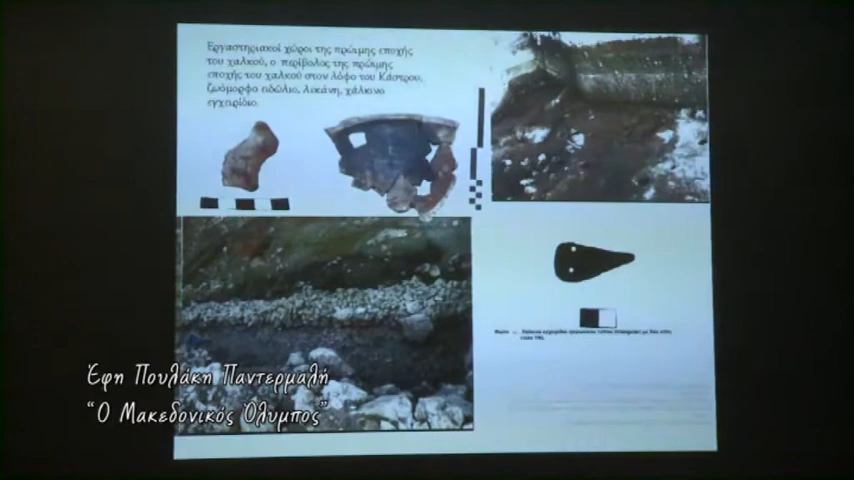 Εργαστηριακοί χώροι της πρώιμης εποχής
του χαλκού, ο περίβολος της πρώιμης
εποχής του χαλκού στον λόφο του Κάστρου,
ζωόμορφο ειδώλιο, λεκάνη, χάλκινο
εγχειρίδιο.
Έφη Πουλάκη Παντερμαλή
“Ο Μακεδονικός Όλυμπος”